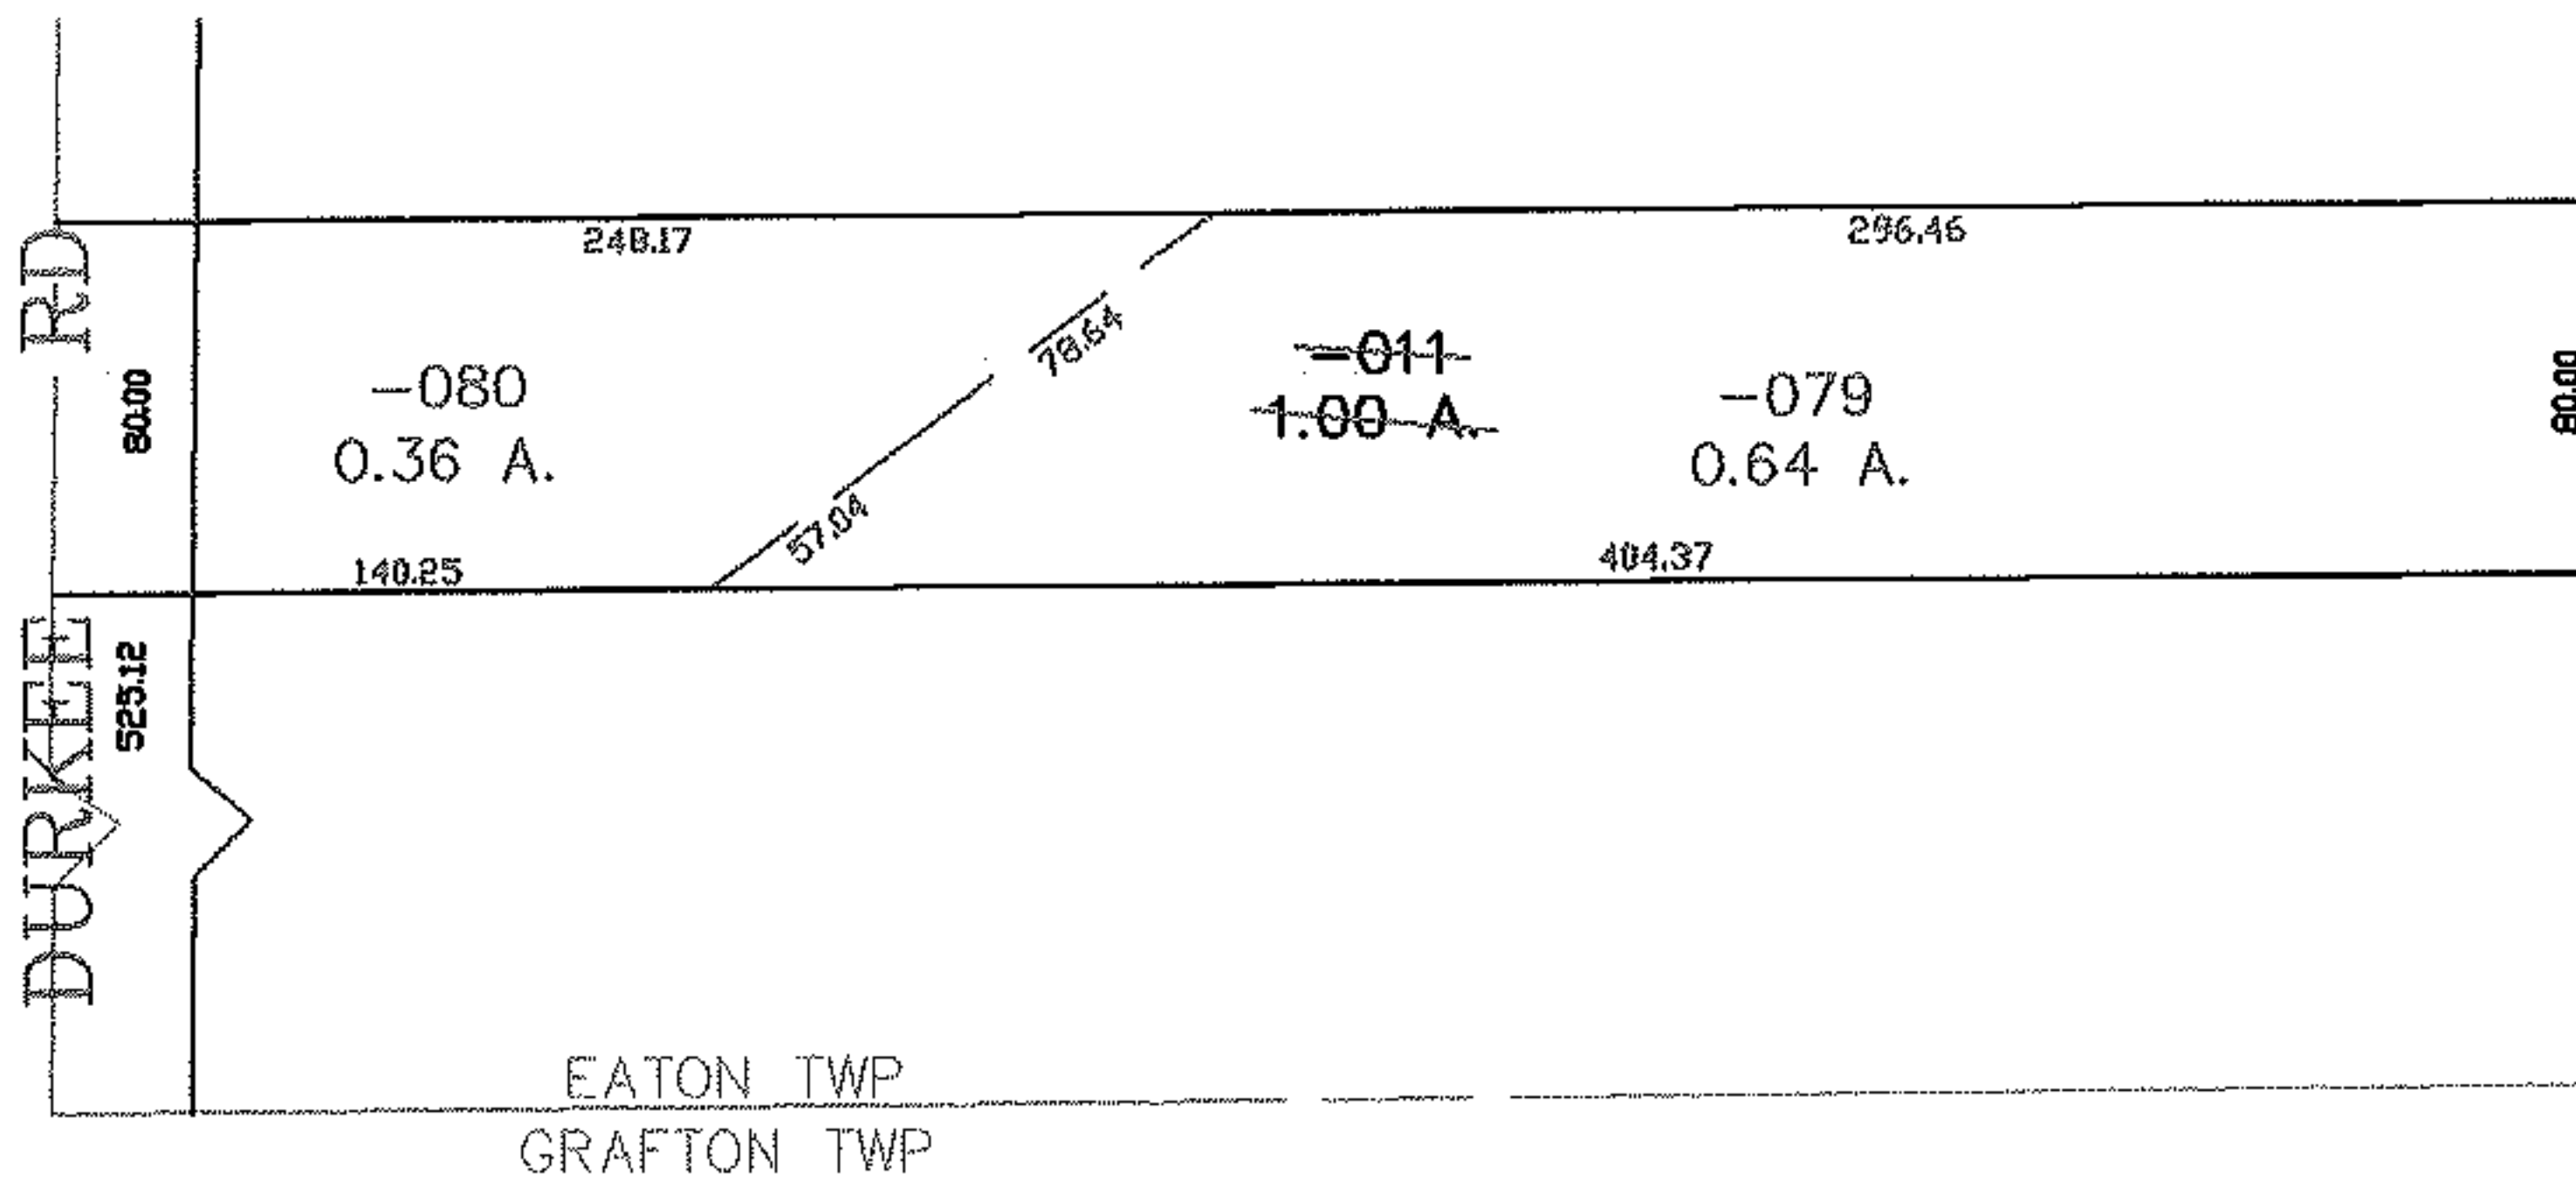 DURKEE RD
248.17
296.46
80.00
-080
0.36 A.
78.64
57.04
-011
1.00 A.
-079
0.64 A.
80.00
140.25
404.37
525.12
EATON TWP
GRAFTON TWP